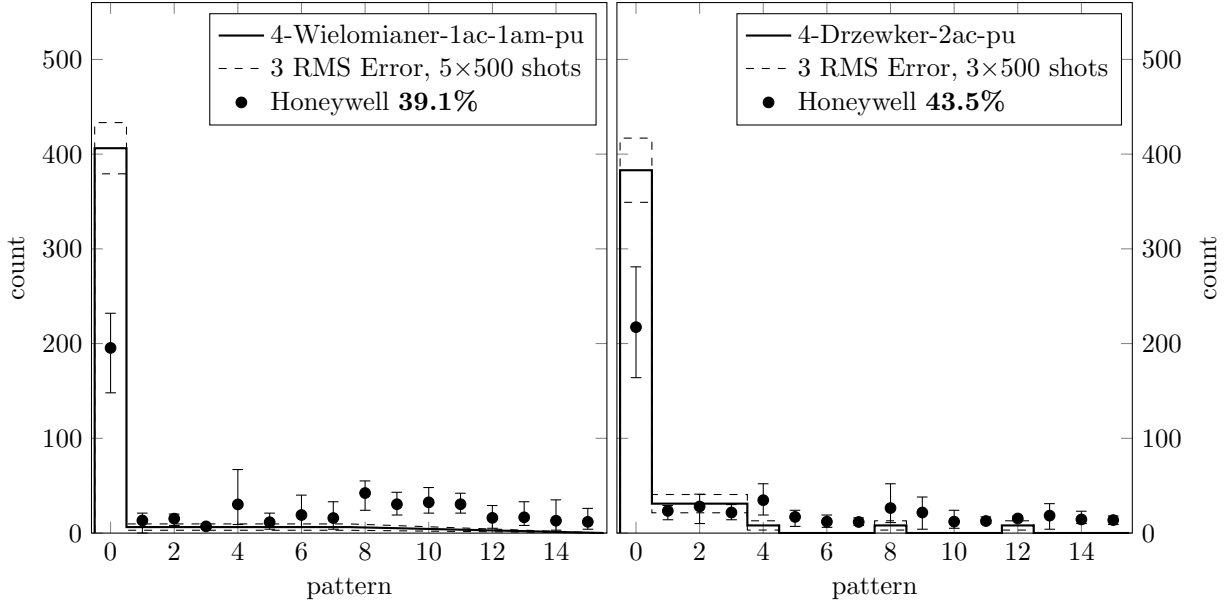 4-Wielomianer-1ac-1am-pu
3 RMS Error, 5×500 shots
Honeywell 39.1%
500
400
300
200
100
0
count
0 2 4 6 8 10 12 14
pattern
4-Drzewker-2ac-pu
3 RMS Error, 3×500 shots
Honeywell 43.5%
500
400
300
200
100
0
count
0 2 4 6 8 10 12 14
pattern